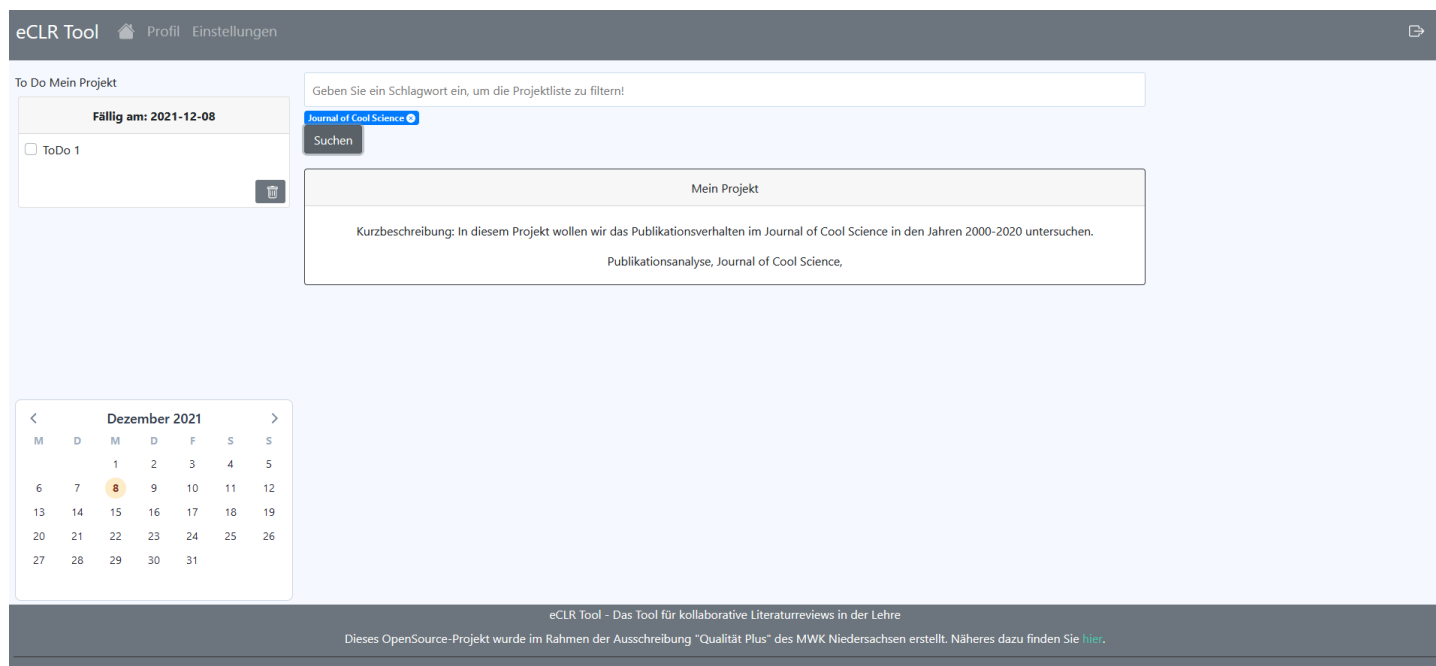 eCLR Tool Profil Einstellungen
To Do Mein Projekt
Fällig am: 2021-12-08
ToDo 1
Geben Sie ein Schlagwort ein, um die Projektliste zu filtern!
Journal of Cool Science
Suchen
Mein Projekt
Kurzbeschreibung: In diesem Projekt wollen wir das Publikationsverhalten im Journal of Cool Science in den Jahren 2000-2020 untersuchen.
Publikationsanalyse, Journal of Cool Science,
Dezember 2021
M D M D F S S
1 2 3 4 5
6 7 8 9 10 11 12
13 14 15 16 17 18 19
20 21 22 23 24 25 26
27 28 29 30 31
eCLR Tool - Das Tool für kollaborative Literaturreviews in der Lehre
Dieses OpenSource-Projekt wurde im Rahmen der Ausschreibung "Qualität Plus" des MWK Niedersachsen erstellt. Näheres dazu finden Sie hier.